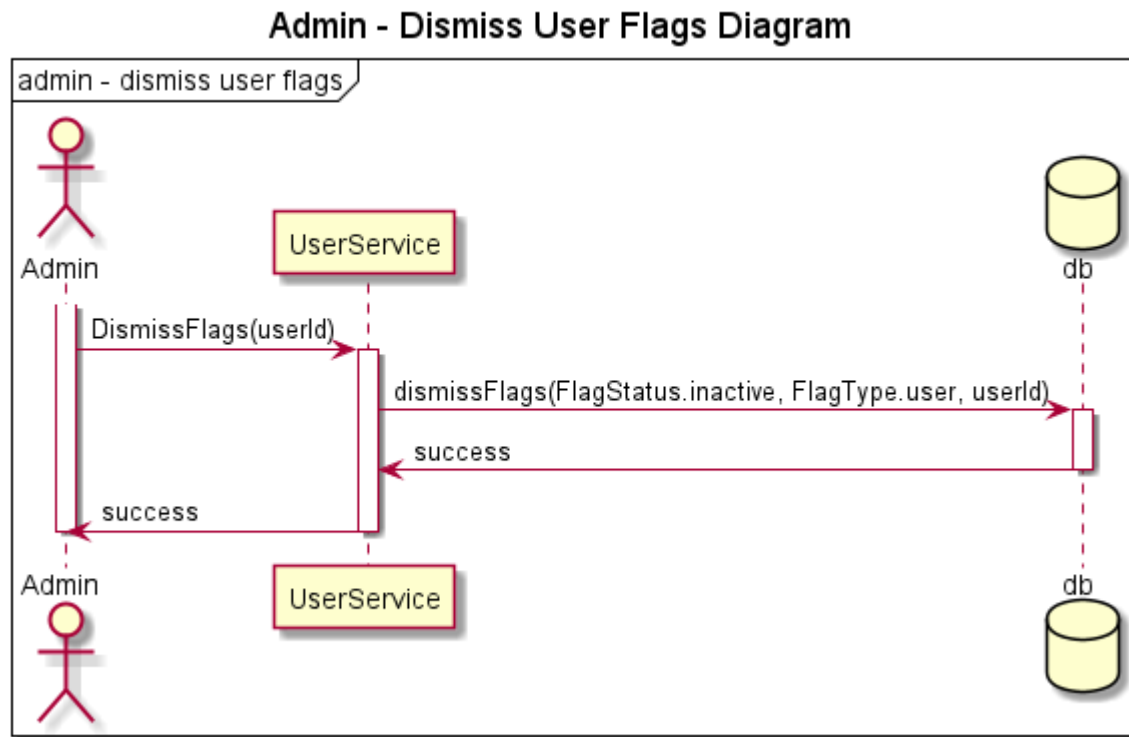 Admin - Dismiss User Flags Diagram
admin - dismiss user flags
Admin
UserService
db
DismissFlags(userId)
dismissFlags(FlagStatus.inactive, FlagType.user, userId)
success
success
Admin
UserService
db